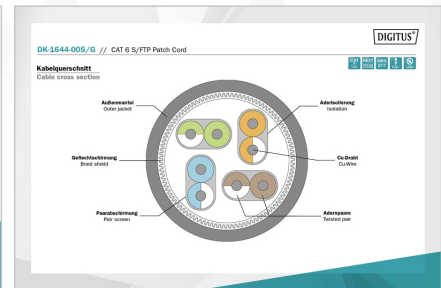 DIGITUS®
DK-1644-005/G // CAT 6 S/FTP Patch Cord
Kabelquerschnitt
Cable cross section
Außenmantel
Outer jacket
Aderisolierung
Isolation
Geflechtschirmung
Braid shield
Cu-Draht
Cu-Wire
Paarabschirmung
Pair screen
Adernpaare
Twisted pair